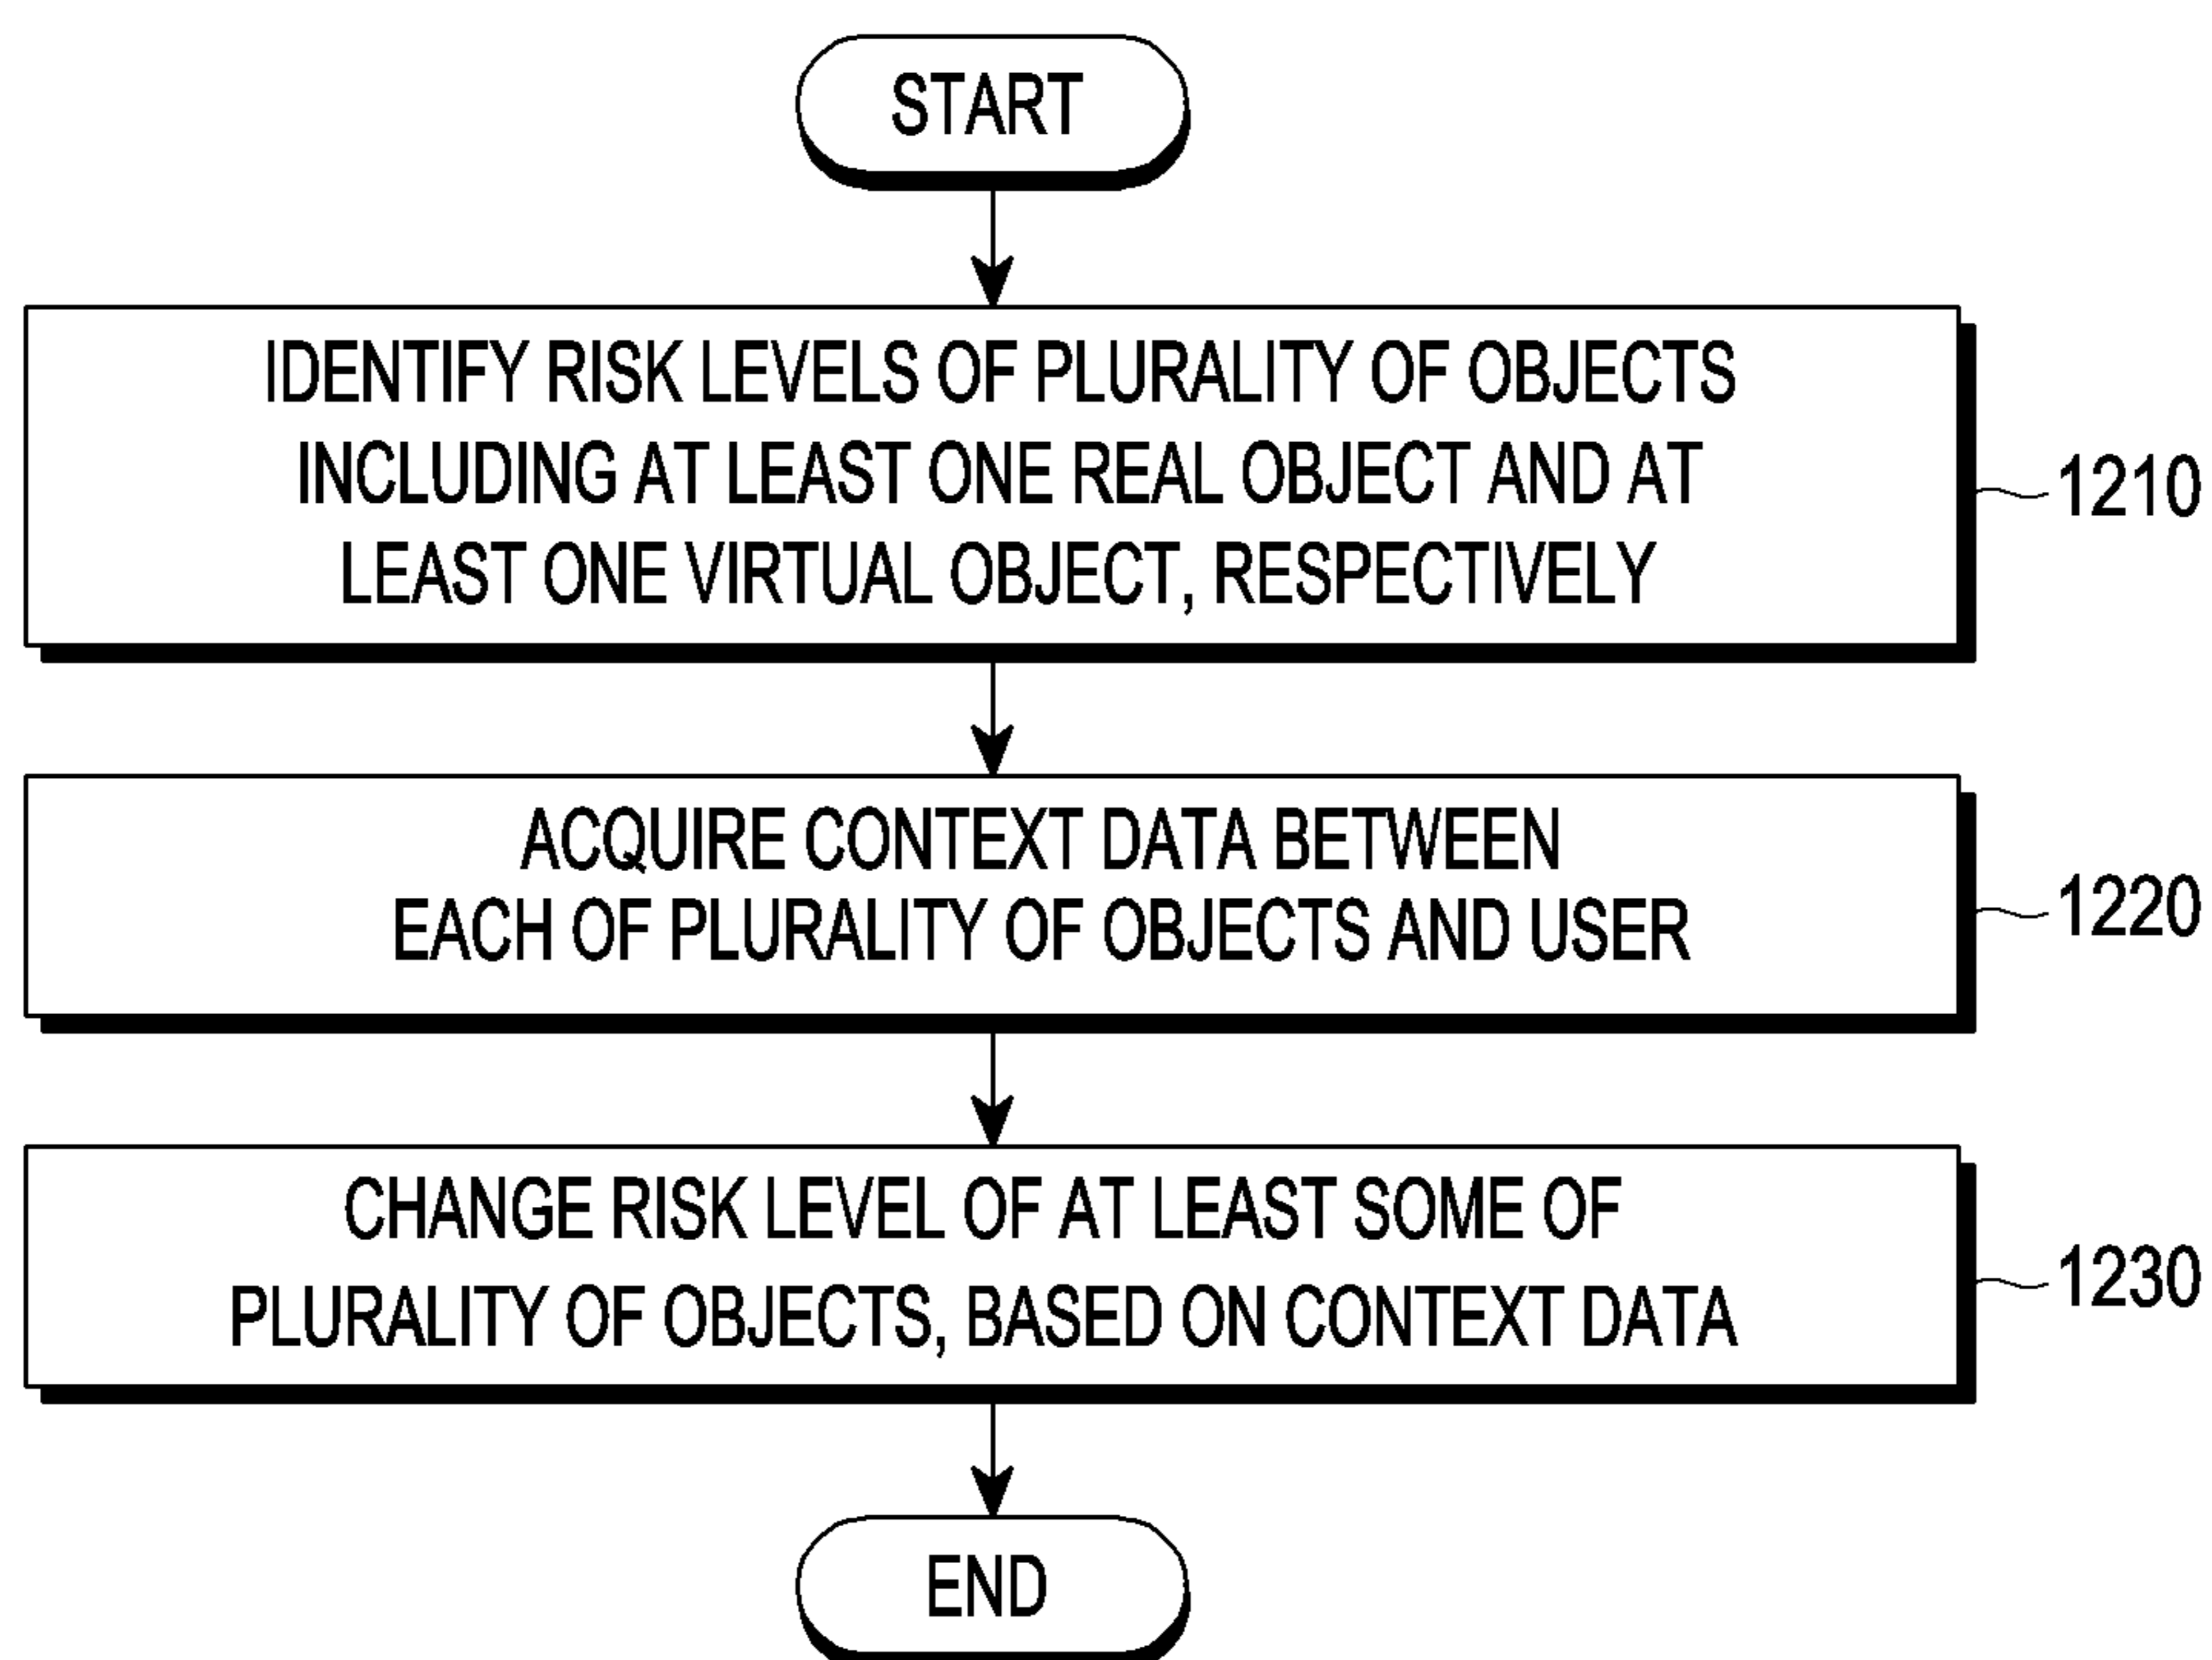 START
IDENTIFY RISK LEVELS OF PLURALITY OF OBJECTS
INCLUDING AT LEAST ONE REAL OBJECT AND AT
LEAST ONE VIRTUAL OBJECT, RESPECTIVELY
1210
ACQUIRE CONTEXT DATA BETWEEN
EACH OF PLURALITY OF OBJECTS AND USER
1220
CHANGE RISK LEVEL OF AT LEAST SOME OF
PLURALITY OF OBJECTS, BASED ON CONTEXT DATA
1230
END